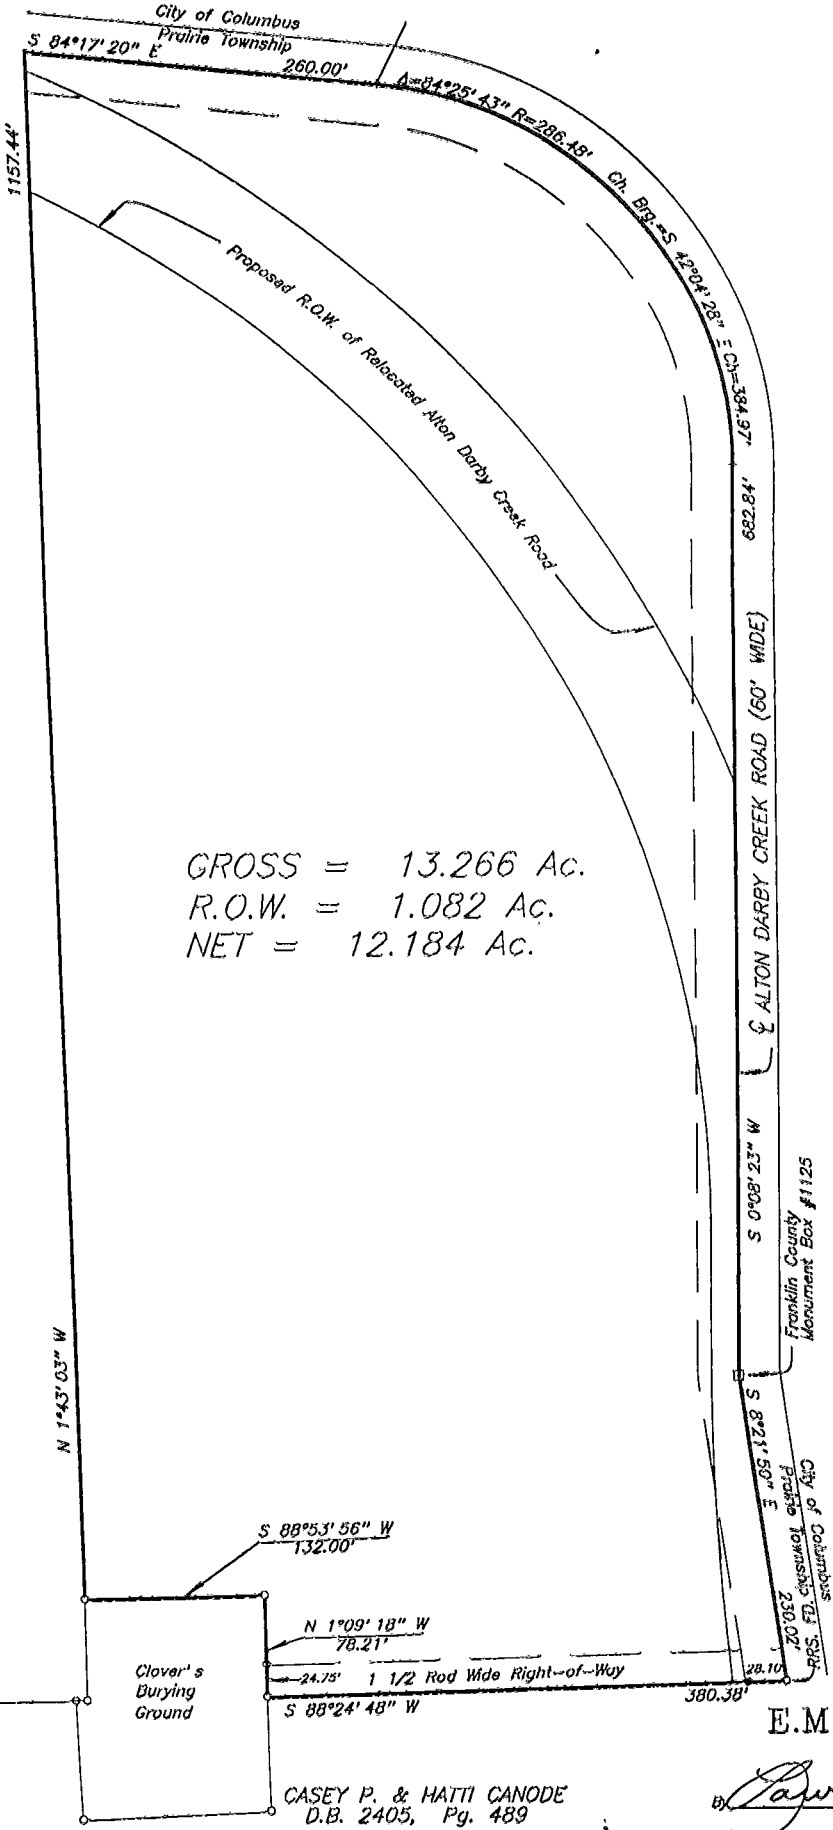 City of Columbus
Prairie Township
S 84°17'20" E
260.00'
Δ=84°25'43" R=286.48' Ch. Brg.=S 42°04'28" E Ch=384.97'
1157.44'
Proposed R.O.W. of Relocated Alton Darby Creek Road
682.84'
℄ ALTON DARBY CREEK ROAD (60' WIDE)
GROSS = 13.266 Ac.
R.O.W. = 1.082 Ac.
NET = 12.184 Ac.
S 0°08'23" W
Franklin County
Monument Box #1125
N 1°43'03" W
S 8°21'50" E
230.02'
City of Columbus
Prairie Township
RRS. FD.
S 88°53'56" W
132.00'
N 1°09'18" W
78.21'
24.75'
1 1/2 Rod Wide Right-of-Way
28.10'
Clover's
Burying
Ground
S 88°24'48" W
380.38'
E.M
CASEY P. & HATTI CANODE
D.B. 2405, Pg. 489
By